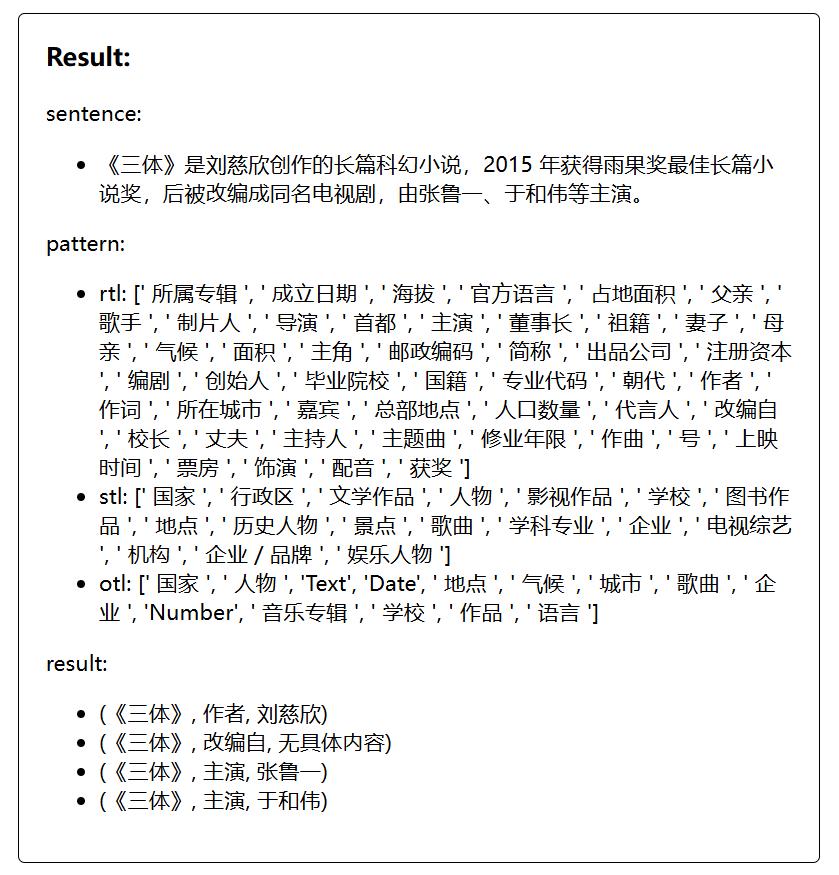 Result:
sentence:
• 《三体》是刘慈欣创作的长篇科幻小说，2015 年获得雨果奖最佳长篇小
说奖，后被改编成同名电视剧，由张鲁一、于和伟等主演。
pattern:
• rtl: [' 所属专辑 ', ' 成立日期 ', ' 海拔 ', ' 官方语言 ', ' 占地面积 ', ' 父亲 ', '
歌手 ', ' 制片人 ', ' 导演 ', ' 首都 ', ' 主演 ', ' 董事长 ', ' 祖籍 ', ' 妻子 ', ' 母
亲 ', ' 气候 ', ' 面积 ', ' 主角 ', ' 邮政编码 ', ' 简称 ', ' 出品公司 ', ' 注册资本
', ' 编剧 ', ' 创始人 ', ' 毕业院校 ', ' 国籍 ', ' 专业代码 ', ' 朝代 ', ' 作者 ', '
作词 ', ' 所在城市 ', ' 嘉宾 ', ' 总部地点 ', ' 人口数量 ', ' 代言人 ', ' 改编自
', ' 校长 ', ' 丈夫 ', ' 主持人 ', ' 主题曲 ', ' 修业年限 ', ' 作曲 ', ' 号 ', ' 上映
时间 ', ' 票房 ', ' 饰演 ', ' 配音 ', ' 获奖 ']
• stl: [' 国家 ', ' 行政区 ', ' 文学作品 ', ' 人物 ', ' 影视作品 ', ' 学校 ', ' 图书作
品 ', ' 地点 ', ' 历史人物 ', ' 景点 ', ' 歌曲 ', ' 学科专业 ', ' 企业 ', ' 电视综艺
', ' 机构 ', ' 企业 / 品牌 ', ' 娱乐人物 ']
• otl: [' 国家 ', ' 人物 ', 'Text', 'Date', ' 地点 ', ' 气候 ', ' 城市 ', ' 歌曲 ', ' 企
业 ', 'Number', ' 音乐专辑 ', ' 学校 ', ' 作品 ', ' 语言 ']
result:
• (《三体》, 作者, 刘慈欣)
• (《三体》, 改编自, 无具体内容)
• (《三体》, 主演, 张鲁一)
• (《三体》, 主演, 于和伟)